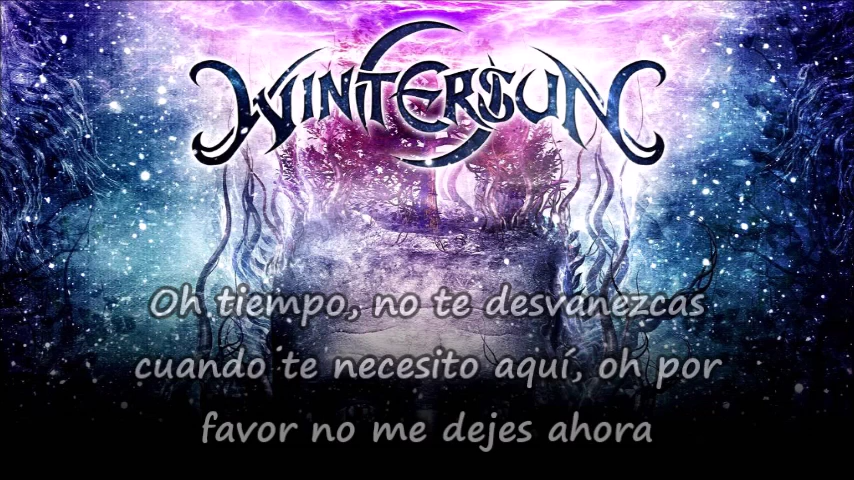 WINTERSUN
Oh tiempo, no te desvanezcas
cuando te necesito aquí, oh por
favor no me dejes ahora